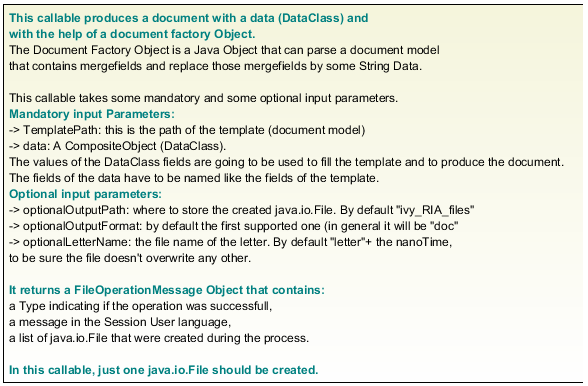 This callable produces a document with a data (DataClass) and
with the help of a document factory Object.
The Document Factory Object is a Java Object that can parse a document model
that contains mergefields and replace those mergefields by some String Data.
This callable takes some mandatory and some optional input parameters.
Mandatory input Parameters:
-> TemplatePath: this is the path of the template (document model)
-> data: A CompositeObject (DataClass).
The values of the DataClass fields are going to be used to fill the template and to produce the document.
The fields of the data have to be named like the fields of the template.
Optional input parameters:
-> optionalOutputPath: where to store the created java.io.File. By default "ivy_RIA_files"
-> optionalOutputFormat: by default the first supported one (in general it will be "doc"
-> optionalLetterName: the file name of the letter. By default "letter"+ the nanoTime,
to be sure the file doesn't overwrite any other.
It returns a FileOperationMessage Object that contains:
a Type indicating if the operation was successfull,
a message in the Session User language,
a list of java.io.File that were created during the process.
In this callable, just one java.io.File should be created.